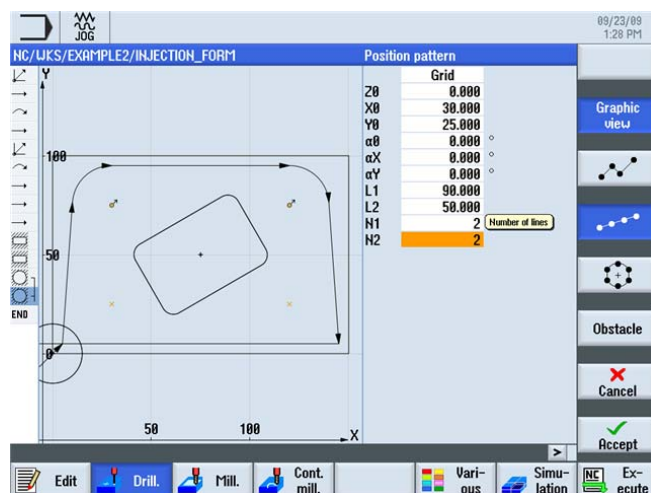 JOG
09/23/09
1:28 PM
NC/WKS/EXAMPLE2/INJECTION_FORM
Position pattern
Y
100
50
0
50
100
X
END
Grid
Z0 0.000
X0 30.000
Y0 25.000
α0 0.000 °
αX 0.000 °
αY 0.000 °
L1 90.000
L2 50.000
N1 2
Number of lines
N2 2
Graphic
view
Obstacle
Cancel
Accept
>
Edit
Drill.
Mill.
Cont.
mill.
Vari-
ous
Simu-
lation
NC
Ex-
ecute